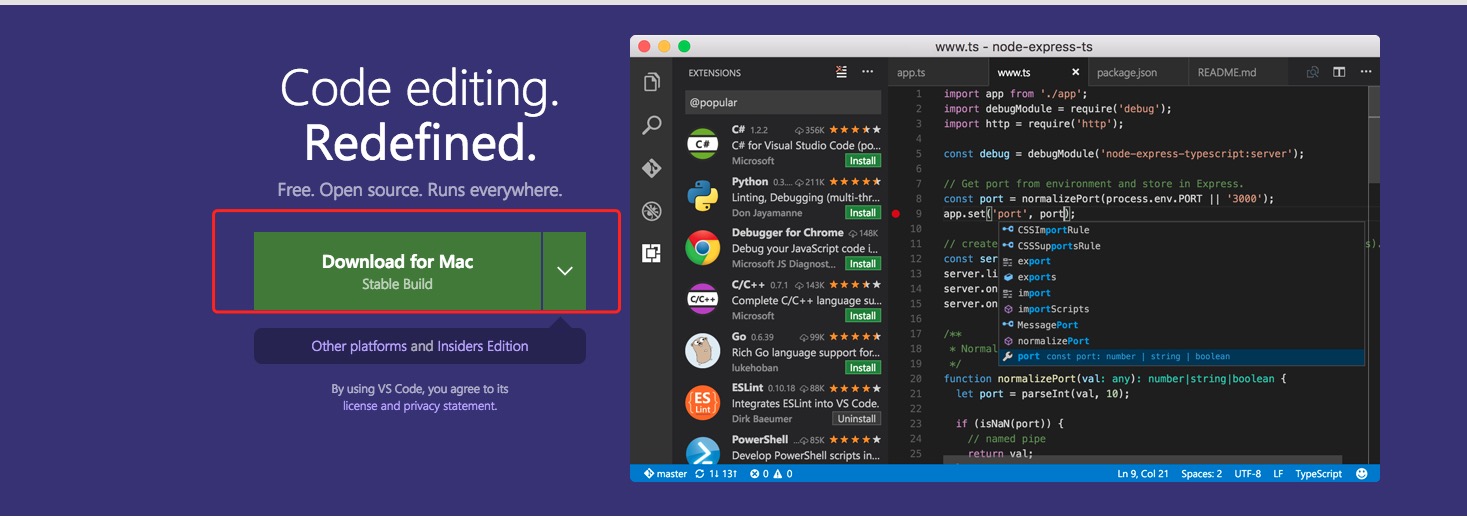 Code editing.
Redefined.
Free. Open source. Runs everywhere.
Download for Mac
Stable Build
Other platforms and Insiders Edition
By using VS Code, you agree to its
license and privacy statement.
www.ts - node-express-ts
EXTENSIONS
@popular
C# 1.2.2 356K
C# for Visual Studio Code (po...
Microsoft Install
Python 0.3.... 211K
Linting, Debugging (multi-thr...
Don Jayamanne Install
Debugger for Chrome 148K
Debug your JavaScript code i...
Microsoft JS Diagnost... Install
C/C++ 0.7.1 143K
Complete C/C++ language su...
Microsoft Install
Go 0.6.39 99K
Rich Go language support for...
lukehoban Install
ESLint 0.10.18 88K
Integrates ESLint into VS Code.
Dirk Baeumer Uninstall
PowerShell ... 85K
Develop PowerShell scripts in...
C#
C/C++
ES
Lint
app.ts www.ts package.json README.md
1 import app from './app';
2 import debugModule = require('debug');
3 import http = require('http');
4
5 const debug = debugModule('node-express-typescript:server');
6
7 // Get port from environment and store in Express.
8 const port = normalizePort(process.env.PORT || '3000');
9 app.set('port', port);
10
11 // create s).
12 const ser
13 server.li
14 server.on
15 server.on
16
17 /**
18 * Normal
19 */
20 function normalizePort(val: any): number|string|boolean {
21 let port = parseInt(val, 10);
22
23 if (isNaN(port)) {
24 // named pipe
25 return val;
CSSImportRule
CSSSupportsRule
export
exports
import
importScripts
MessagePort
normalizePort
port const port: number | string | boolean
master 1↓ 13↑ 0 0
Ln 9, Col 21 Spaces: 2 UTF-8 LF TypeScript